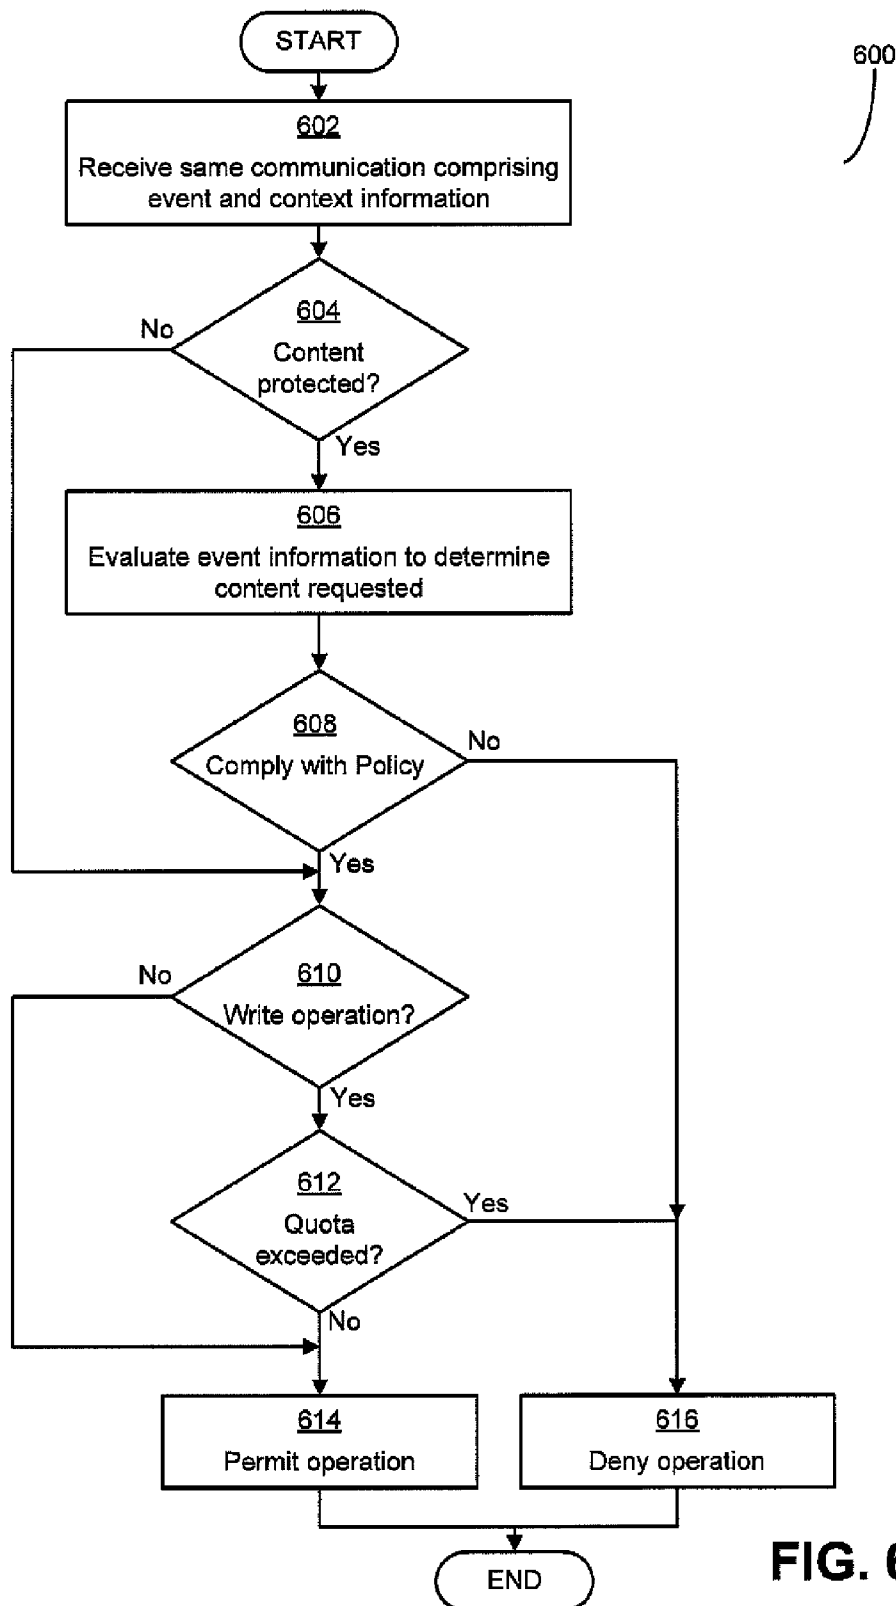 START
600
602
Receive same communication comprising
event and context information
604
No
Content
protected?
Yes
606
Evaluate event information to determine
content requested
608
No
Comply with Policy
Yes
610
No
Write operation?
Yes
612
Yes
Quota
exceeded?
No
614
Permit operation
616
Deny operation
END
FIG. 6